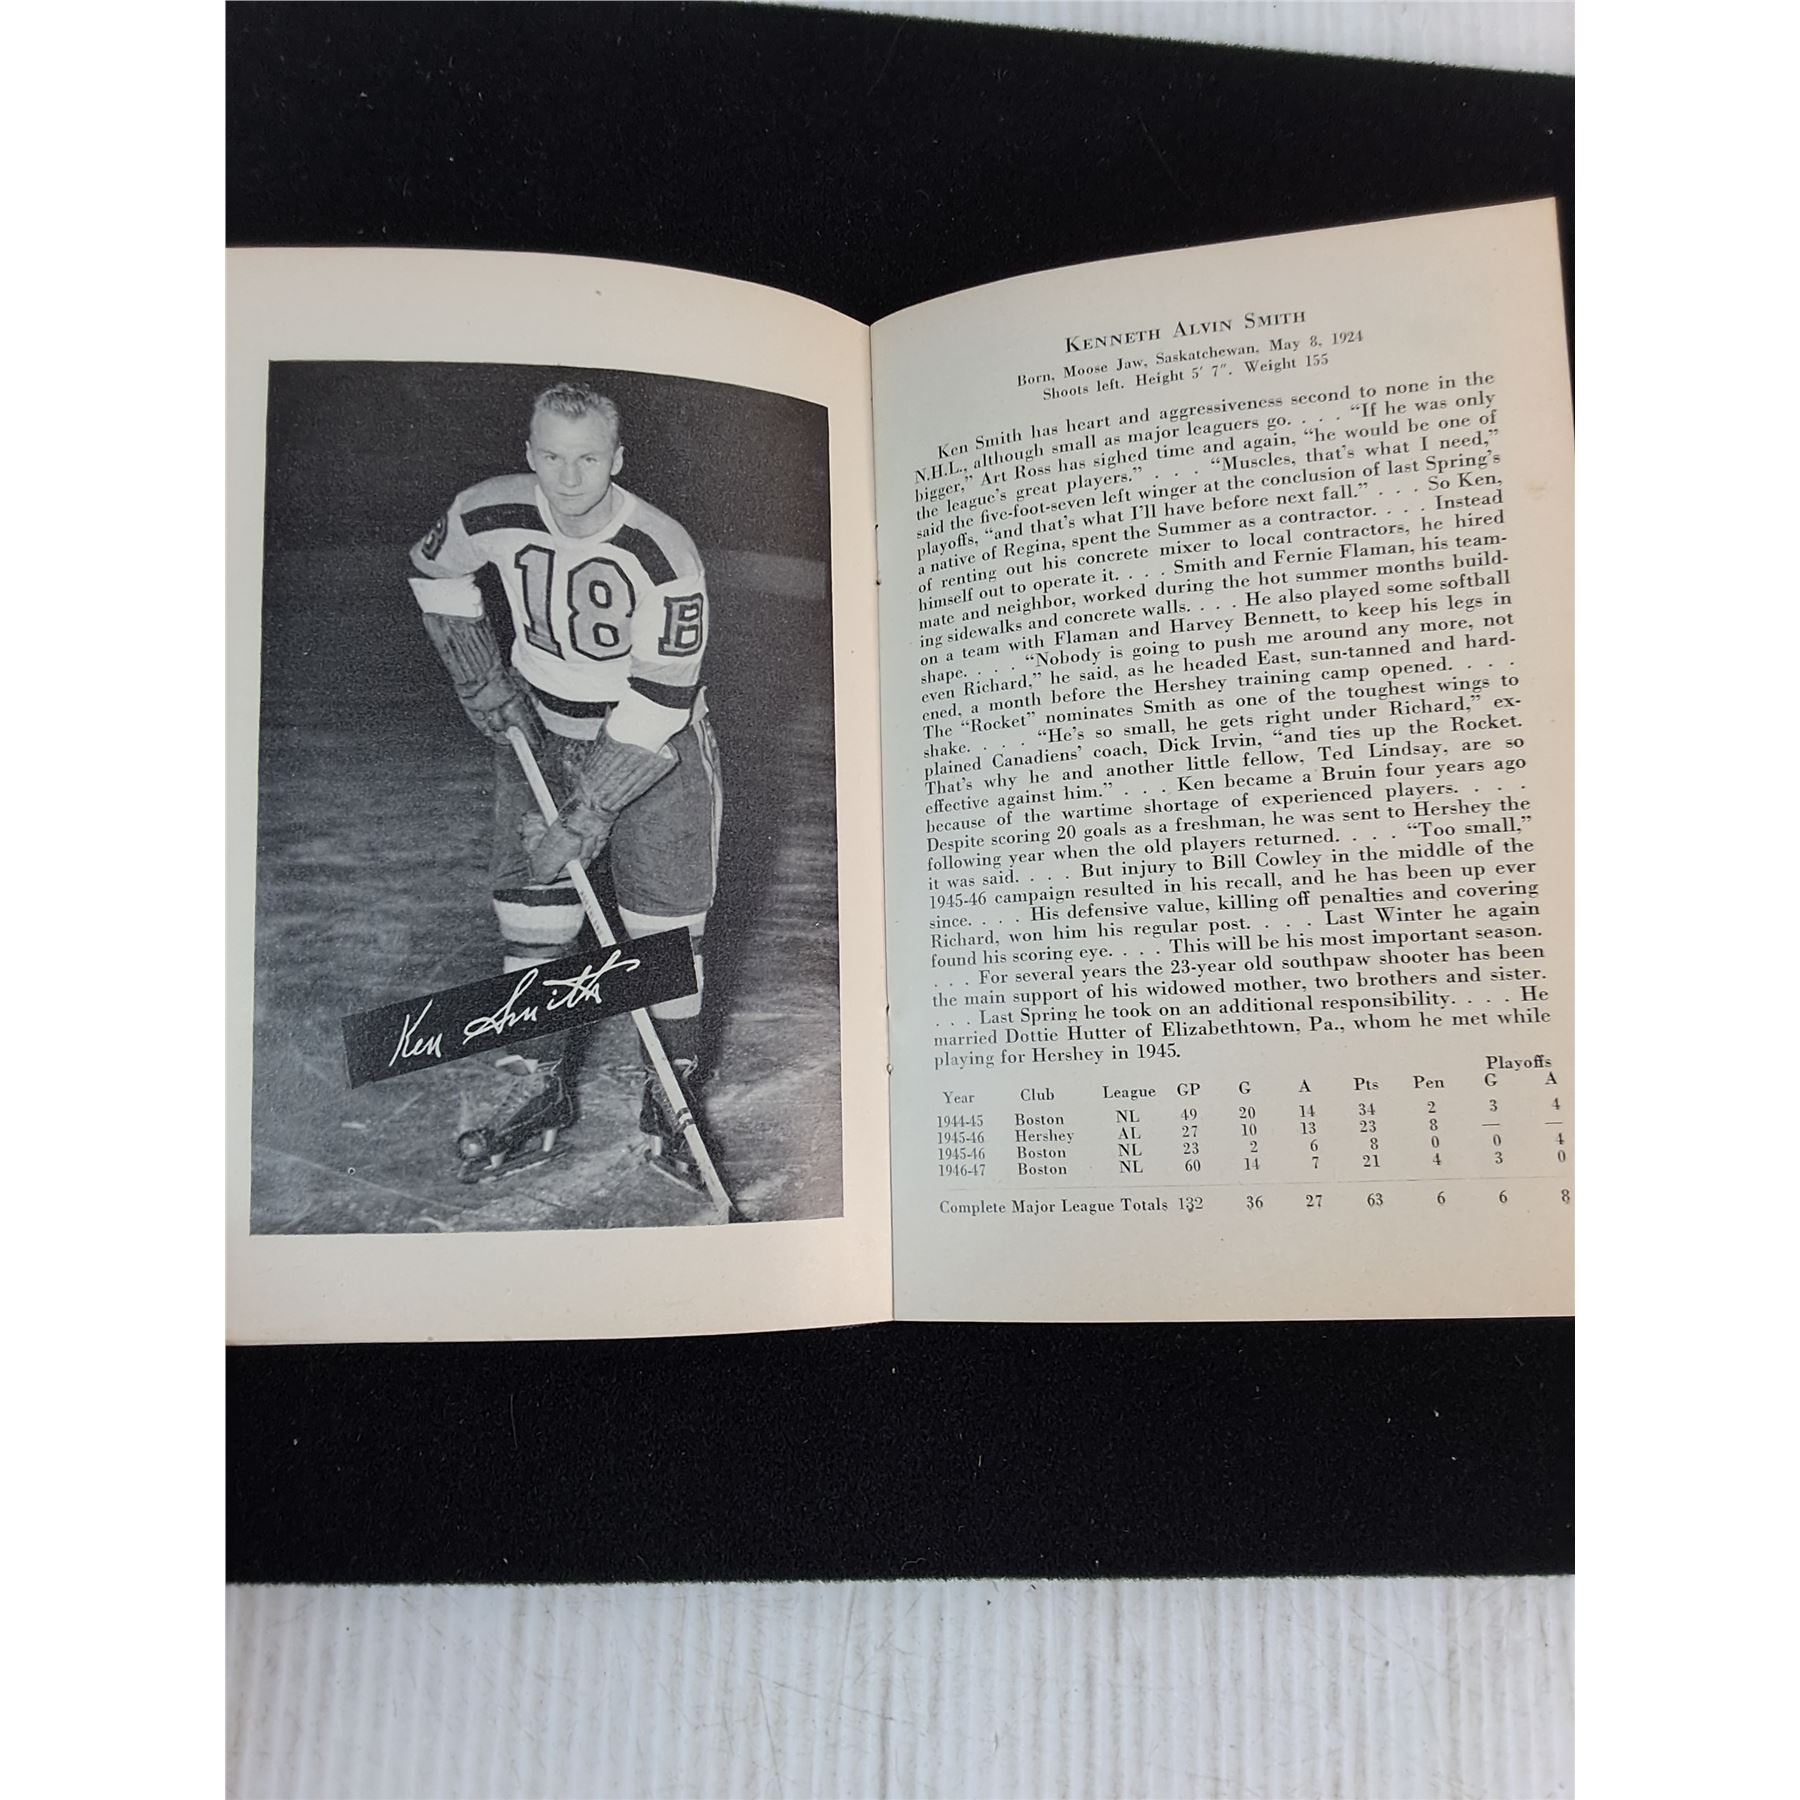 18
B
B
Ken Smith
KENNETH ALVIN SMITH
Born, Moose Jaw, Saskatchewan, May 8, 1924
Shoots left. Height 5' 7". Weight 155
Ken Smith has heart and aggressiveness second to none in the
N.H.L., although small as major leaguers go. . . . “If he was only
bigger,” Art Ross has sighed time and again, “he would be one of
the league's great players.” . . . “Muscles, that's what I need,”
said the five-foot-seven left winger at the conclusion of last Spring's
playoffs, “and that's what I'll have before next fall.” . . . So Ken,
a native of Regina, spent the Summer as a contractor. . . . Instead
of renting out his concrete mixer to local contractors, he hired
himself out to operate it. . . . Smith and Fernie Flaman, his team-
mate and neighbor, worked during the hot summer months build-
ing sidewalks and concrete walls. . . . He also played some softball
on a team with Flaman and Harvey Bennett, to keep his legs in
shape. . . . “Nobody is going to push me around any more, not
even Richard,” he said, as he headed East, sun-tanned and hard-
ened, a month before the Hershey training camp opened. . . .
The “Rocket” nominates Smith as one of the toughest wings to
shake. . . . “He's so small, he gets right under Richard,” ex-
plained Canadiens' coach, Dick Irvin, “and ties up the Rocket.
That's why he and another little fellow, Ted Lindsay, are so
effective against him.” . . . Ken became a Bruin four years ago
because of the wartime shortage of experienced players. . . .
Despite scoring 20 goals as a freshman, he was sent to Hershey the
following year when the old players returned. . . . “Too small,”
it was said. . . . But injury to Bill Cowley in the middle of the
1945-46 campaign resulted in his recall, and he has been up ever
since. . . . His defensive value, killing off penalties and covering
Richard, won him his regular post. . . . Last Winter he again
found his scoring eye. . . . This will be his most important season.
. . . For several years the 23-year old southpaw shooter has been
the main support of his widowed mother, two brothers and sister.
. . . Last Spring he took on an additional responsibility. . . . He
married Dottie Hutter of Elizabethtown, Pa., whom he met while
playing for Hershey in 1945.
Playoffs
Year Club League GP G A Pts Pen G A
1944-45 Boston NL 49 20 14 34 2 3 4
1945-46 Hershey AL 27 10 13 23 8 — —
1945-46 Boston NL 23 2 6 8 0 0 4
1946-47 Boston NL 60 14 7 21 4 3 0
Complete Major League Totals 132 36 27 63 6 6 8